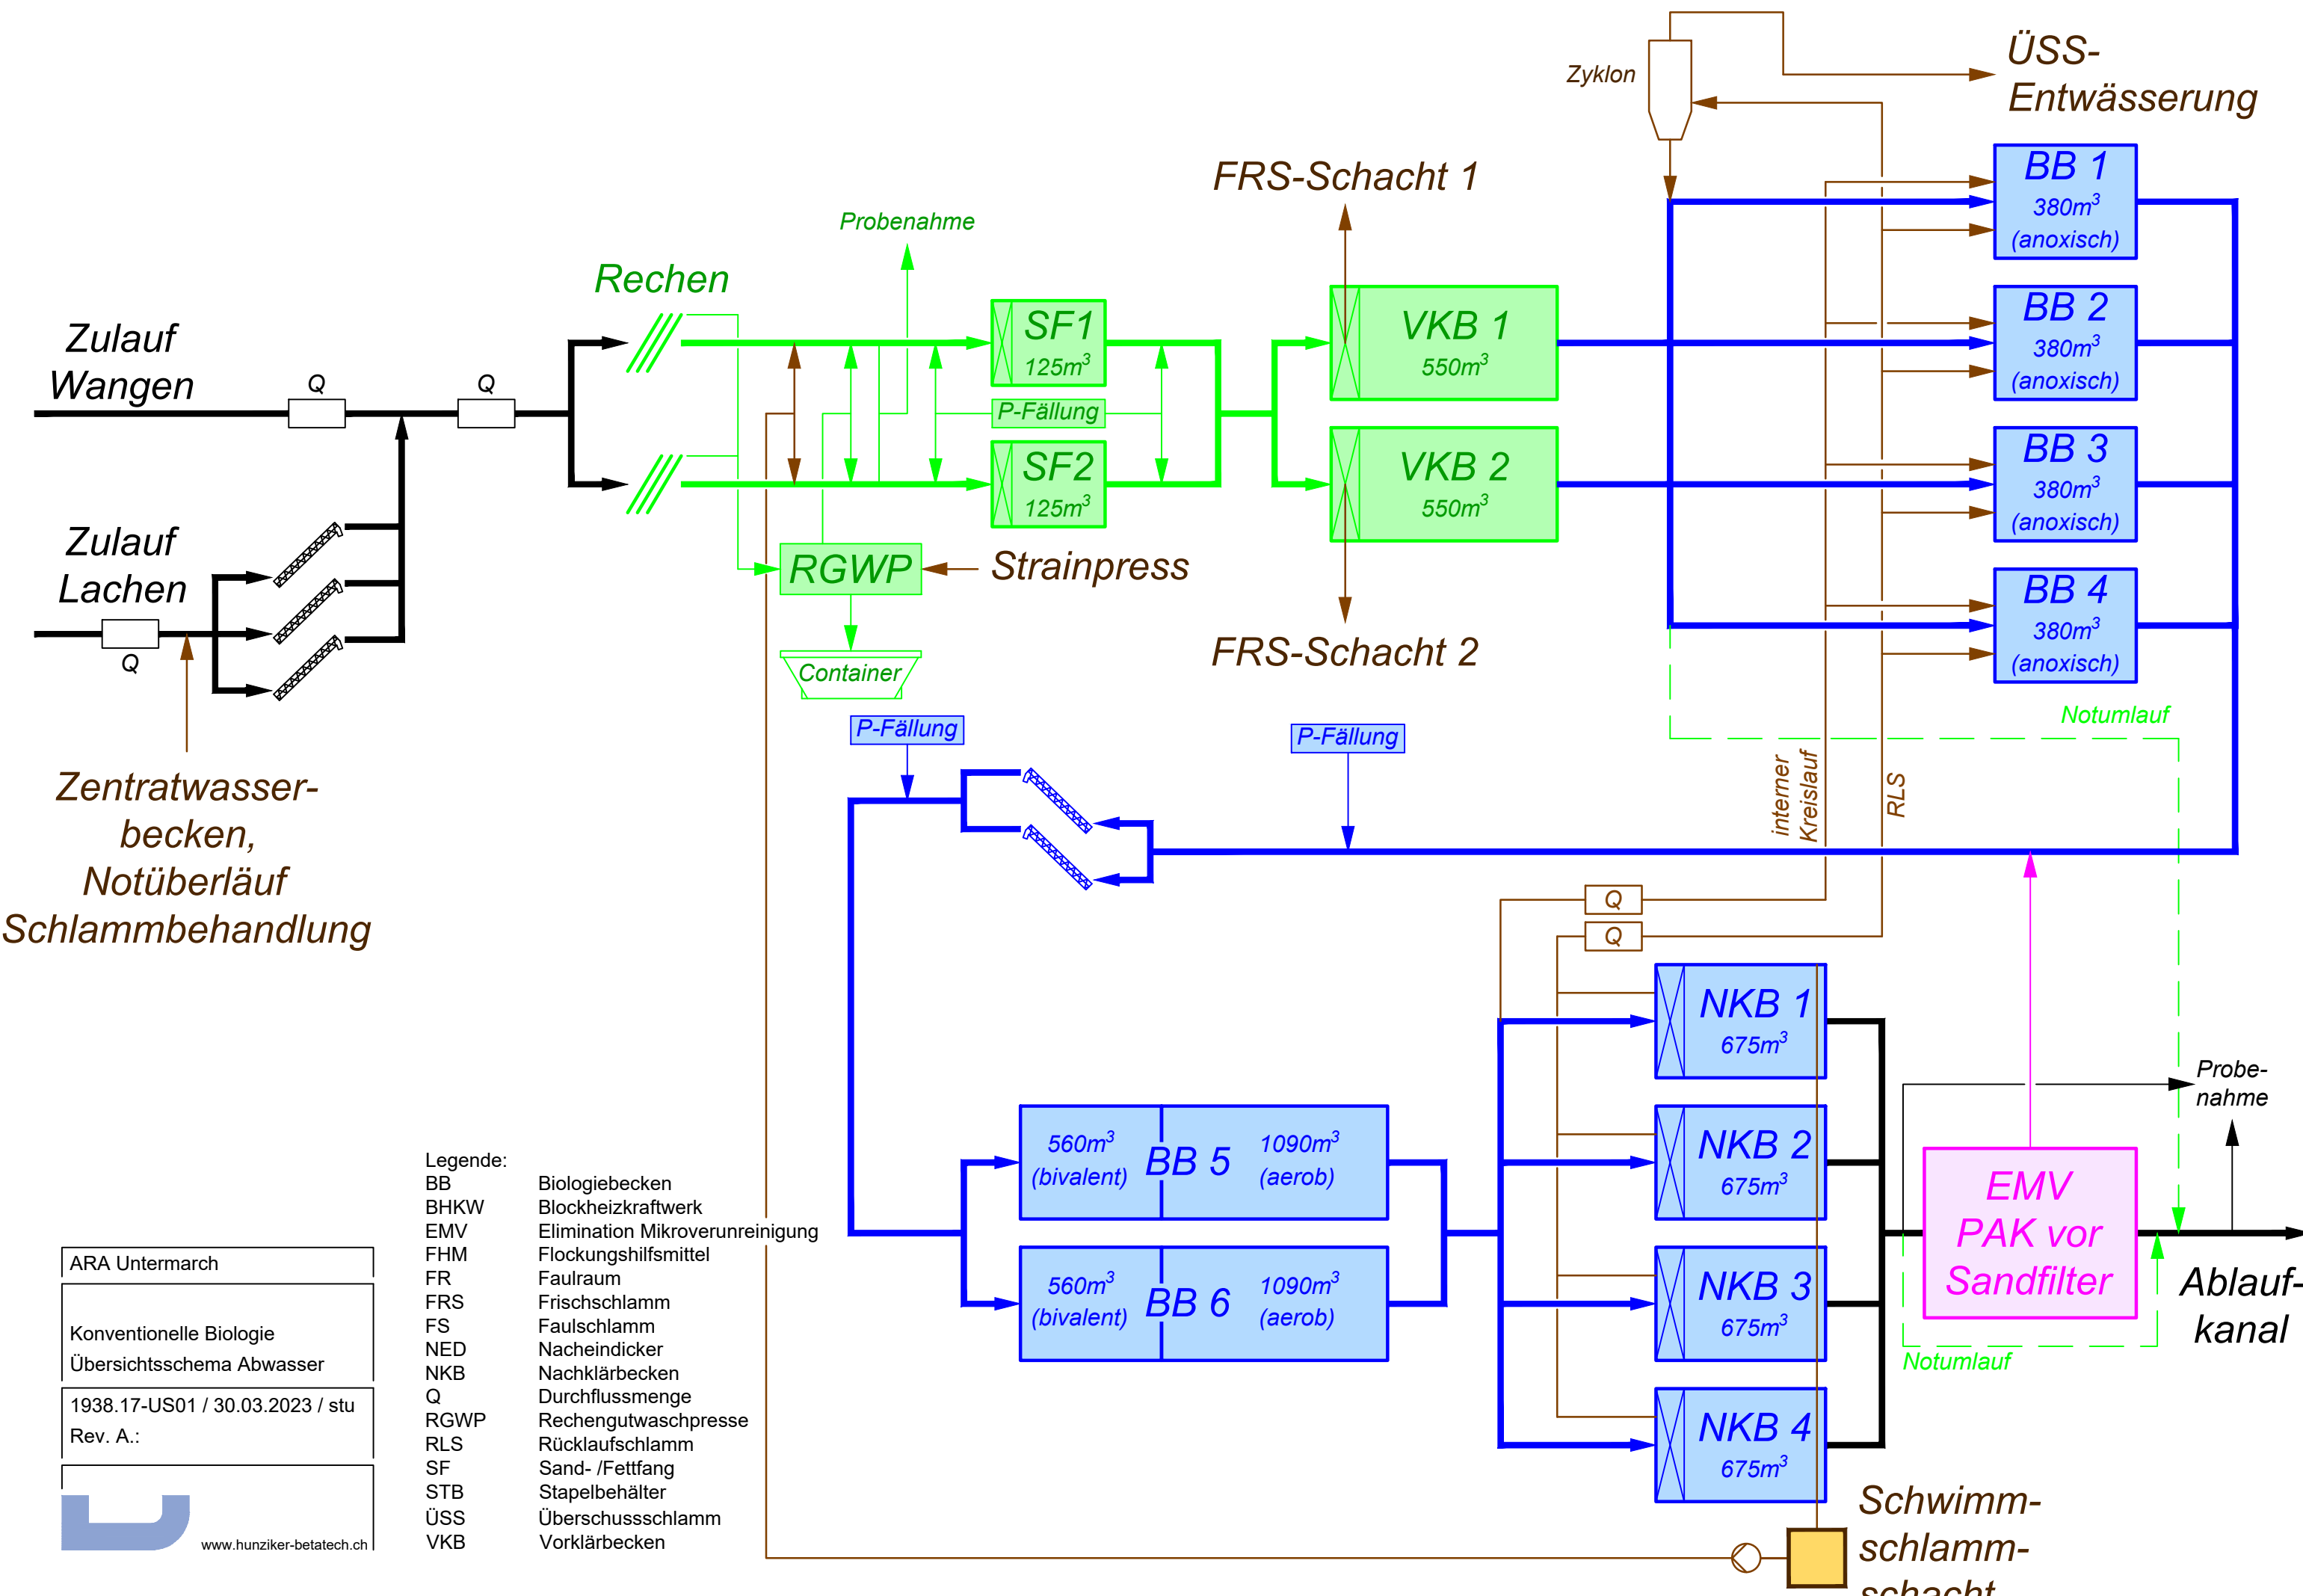 ÜSS-
Entwässerung
Zyklon
FRS-Schacht 1
Probenahme
Rechen
Zulauf
Wangen
Q
Q
SF1
125m³
P-Fällung
SF2
125m³
VKB 1
550m³
VKB 2
550m³
BB 1
380m³
(anoxisch)
BB 2
380m³
(anoxisch)
BB 3
380m³
(anoxisch)
BB 4
380m³
(anoxisch)
Zulauf
Lachen
Q
RGWP
Strainpress
Container
FRS-Schacht 2
Notumlauf
P-Fällung
P-Fällung
interner
Kreislauf
RLS
Zentratwasser-
becken,
Notüberläuf
Schlammbehandlung
Q
Q
NKB 1
675m³
NKB 2
675m³
NKB 3
675m³
NKB 4
675m³
560m³
(bivalent)
BB 5
1090m³
(aerob)
560m³
(bivalent)
BB 6
1090m³
(aerob)
Probe-
nahme
EMV
PAK vor
Sandfilter
Ablauf-
kanal
Notumlauf
Schwimm-
schlamm-
schacht
Legende:
BB Biologiebecken
BHKW Blockheizkraftwerk
EMV Elimination Mikroverunreinigung
FHM Flockungshilfsmittel
FR Faulraum
FRS Frischschlamm
FS Faulschlamm
NED Nacheindicker
NKB Nachklärbecken
Q Durchflussmenge
RGWP Rechengutwaschpresse
RLS Rücklaufschlamm
SF Sand- /Fettfang
STB Stapelbehälter
ÜSS Überschussschlamm
VKB Vorklärbecken
ARA Untermarch
Konventionelle Biologie
Übersichtsschema Abwasser
1938.17-US01 / 30.03.2023 / stu
Rev. A.:
www.hunziker-betatech.ch